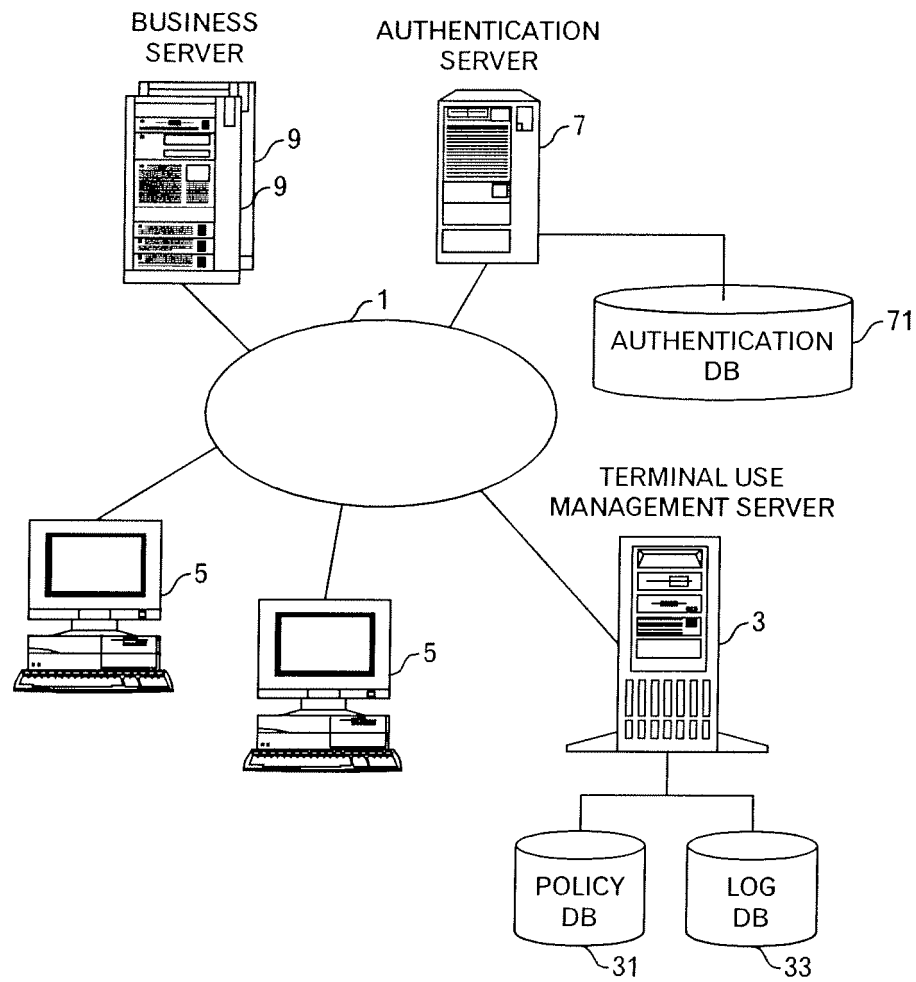 BUSINESS
SERVER
AUTHENTICATION
SERVER
7
9
9
1
71
AUTHENTICATION
DB
TERMINAL USE
MANAGEMENT SERVER
5
5
3
POLICY
DB
LOG
DB
31
33